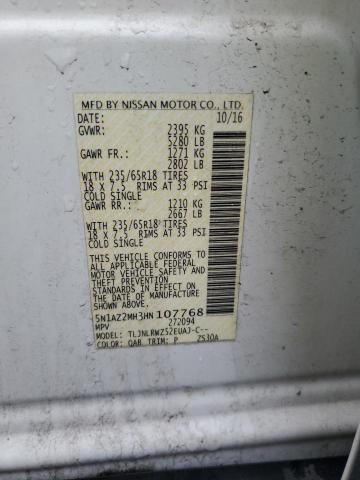 MFD BY NISSAN MOTOR CO., LTD.
DATE: 10/16
GVWR: 2395 KG
5280 LB
GAWR FR.: 1271 KG
2802 LB
WITH 235/65R18 TIRES
18 X 7.5 RIMS AT 33 PSI
COLD SINGLE
GAWR RR.: 1210 KG
2667 LB
WITH 235/65R18 TIRES
18 X 7.5 RIMS AT 33 PSI
COLD SINGLE
THIS VEHICLE CONFORMS TO ALL
APPLICABLE FEDERAL
MOTOR VEHICLE SAFETY AND
THEFT PREVENTION
STANDARDS IN EFFECT ON
THE DATE OF MANUFACTURE
SHOWN ABOVE.
5N1AZ2MH3HN107768
MPV 272094
MODEL: TLJNLRWZ52EUAJ-C--
COLOR: QAB TRIM: P Z530A